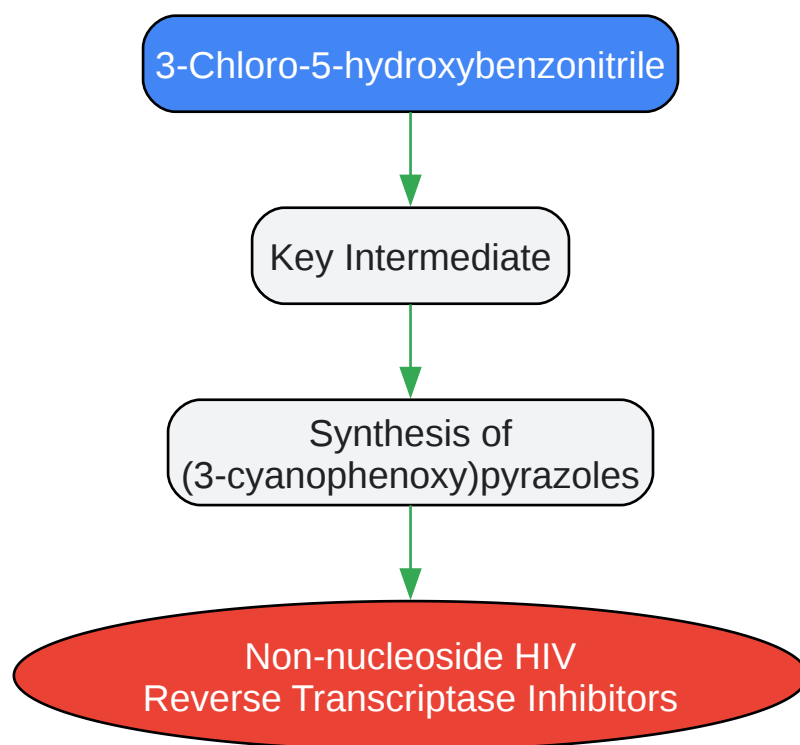 3-Chloro-5-hydroxybenzonitrile
Key Intermediate
Synthesis of
(3-cyanophenoxy)pyrazoles
Non-nucleoside HIV
Reverse Transcriptase Inhibitors